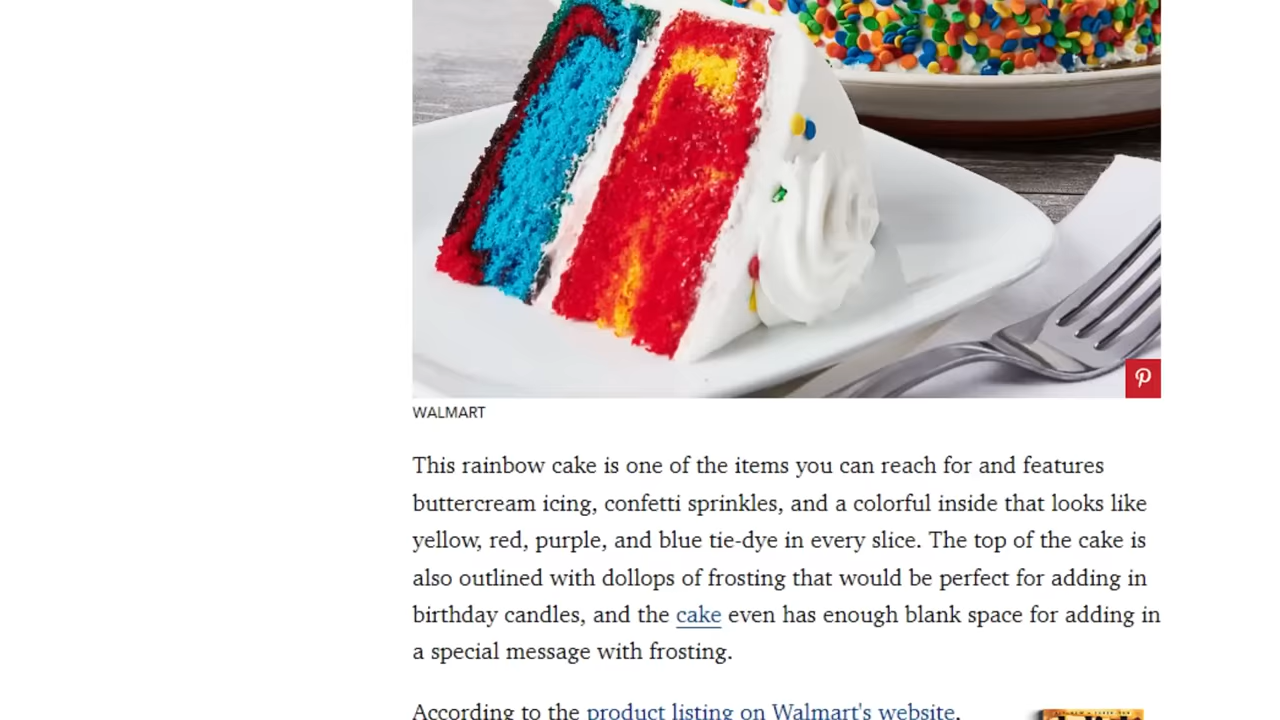 WALMART
This rainbow cake is one of the items you can reach for and features
buttercream icing, confetti sprinkles, and a colorful inside that looks like
yellow, red, purple, and blue tie-dye in every slice. The top of the cake is
also outlined with dollops of frosting that would be perfect for adding in
birthday candles, and the cake even has enough blank space for adding in
a special message with frosting.
According to the product listing on Walmart's website,